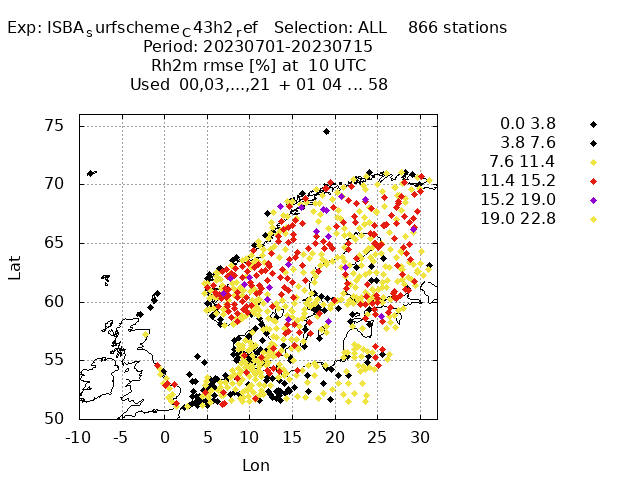 Exp: ISBAsurfschemeC43h2ref Selection: ALL 866 stations
Period: 20230701-20230715
Rh2m rmse [%] at 10 UTC
Used 00,03,...,21 + 01 04 ... 58
0.0 3.8
3.8 7.6
7.6 11.4
11.4 15.2
15.2 19.0
19.0 22.8
75
70
65
60
55
50
Lat
-10 -5 0 5 10 15 20 25 30
Lon